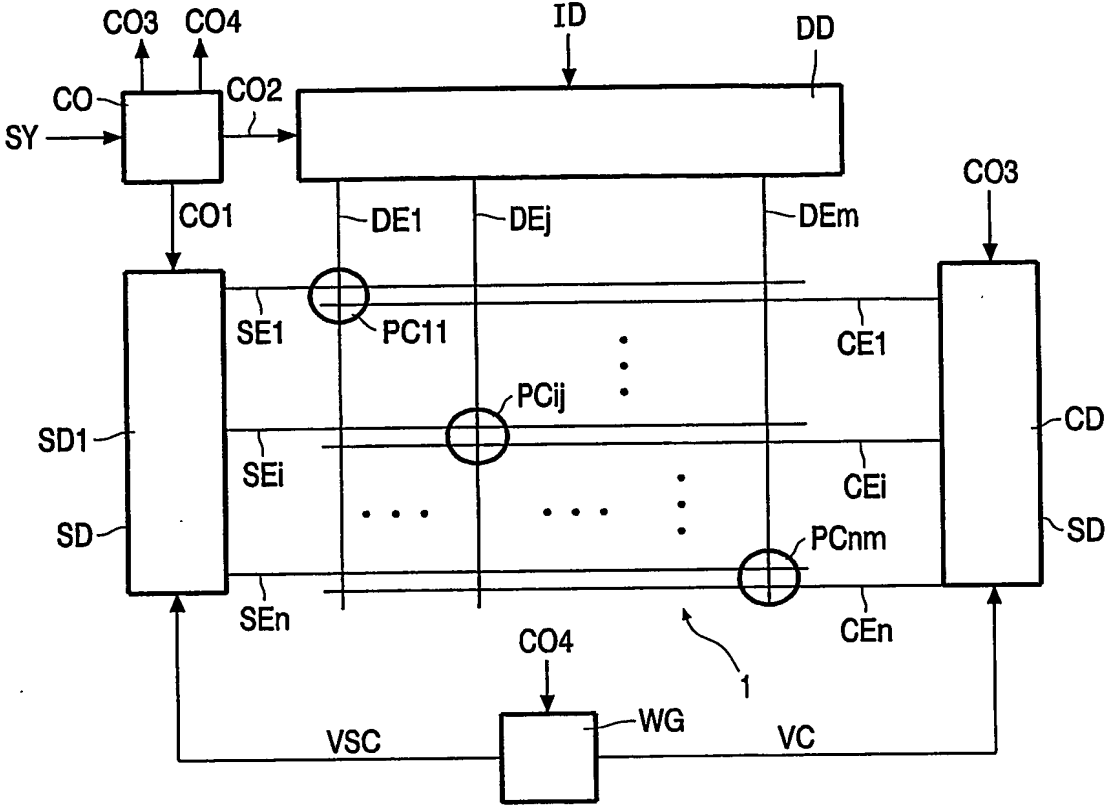 CO3
CO4
ID
DD
CO
CO2
SY
CO1
DE1
DEj
DEm
CO3
SE1
PC11
CE1
PCij
SD1
CD
SEi
CEi
SD
SD
PCnm
SEn
CEn
CO4
1
WG
VSC
VC